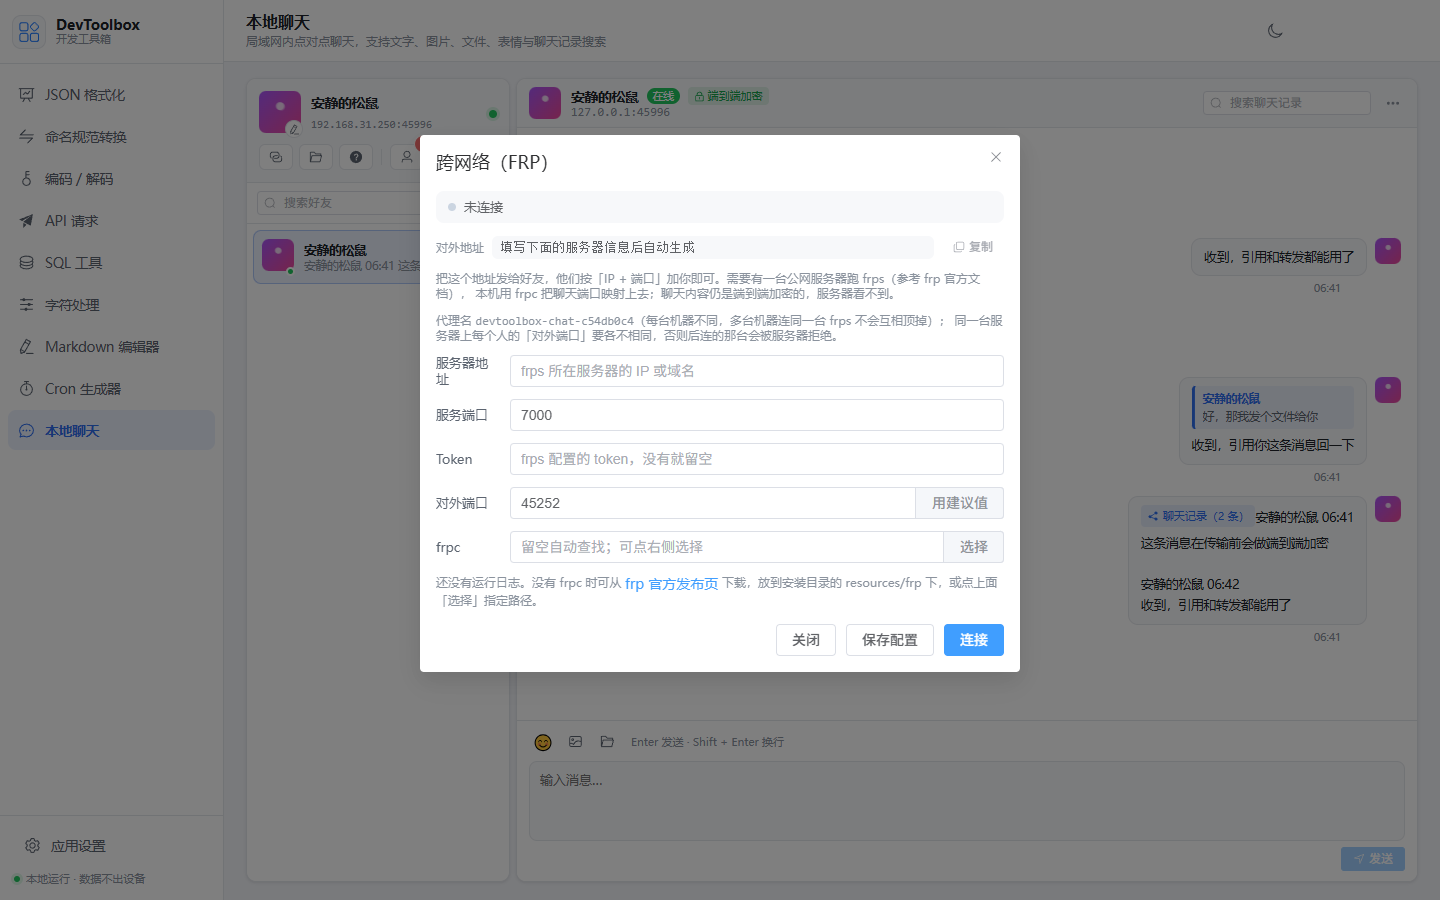 DevToolbox
开发工具箱
JSON 格式化
命名规范转换
编码 / 解码
API 请求
SQL 工具
字符处理
Markdown 编辑器
Cron 生成器
本地聊天
应用设置
本地运行 · 数据不出设备
本地聊天
局域网内点对点聊天，支持文字、图片、文件、表情与聊天记录搜索
安静的松鼠
192.168.31.250:45996
搜索好友
安静的松鼠
安静的松鼠 06:41 这条
安静的松鼠 在线 端到端加密
127.0.0.1:45996
搜索聊天记录
收到，引用和转发都能用了
06:41
安静的松鼠
好，那我发个文件给你
收到，引用你这条消息回一下
06:41
聊天记录（2 条） 安静的松鼠 06:41
这条消息在传输前会做端到端加密
安静的松鼠 06:42
收到，引用和转发都能用了
06:41
Enter 发送 · Shift + Enter 换行
输入消息...
发送
跨网络（FRP）
未连接
对外地址 填写下面的服务器信息后自动生成 复制
把这个地址发给好友，他们按「IP + 端口」加你即可。需要有一台公网服务器跑 frps（参考 frp 官方文
档），本机用 frpc 把聊天端口映射上去；聊天内容仍是端到端加密的，服务器看不到。
代理名 devtoolbox-chat-c54db0c4（每台机器不同，多台机器连同一台 frps 不会互相顶掉）；同一台服
务器上每个人的「对外端口」要各不相同，否则后连的那台会被服务器拒绝。
服务器地址 frps 所在服务器的 IP 或域名
服务端口 7000
Token frps 配置的 token，没有就留空
对外端口 45252 用建议值
frpc 留空自动查找；可点右侧选择 选择
还没有运行日志。没有 frpc 时可从 frp 官方发布页 下载，放到安装目录的 resources/frp 下，或点上面
「选择」指定路径。
关闭 保存配置 连接